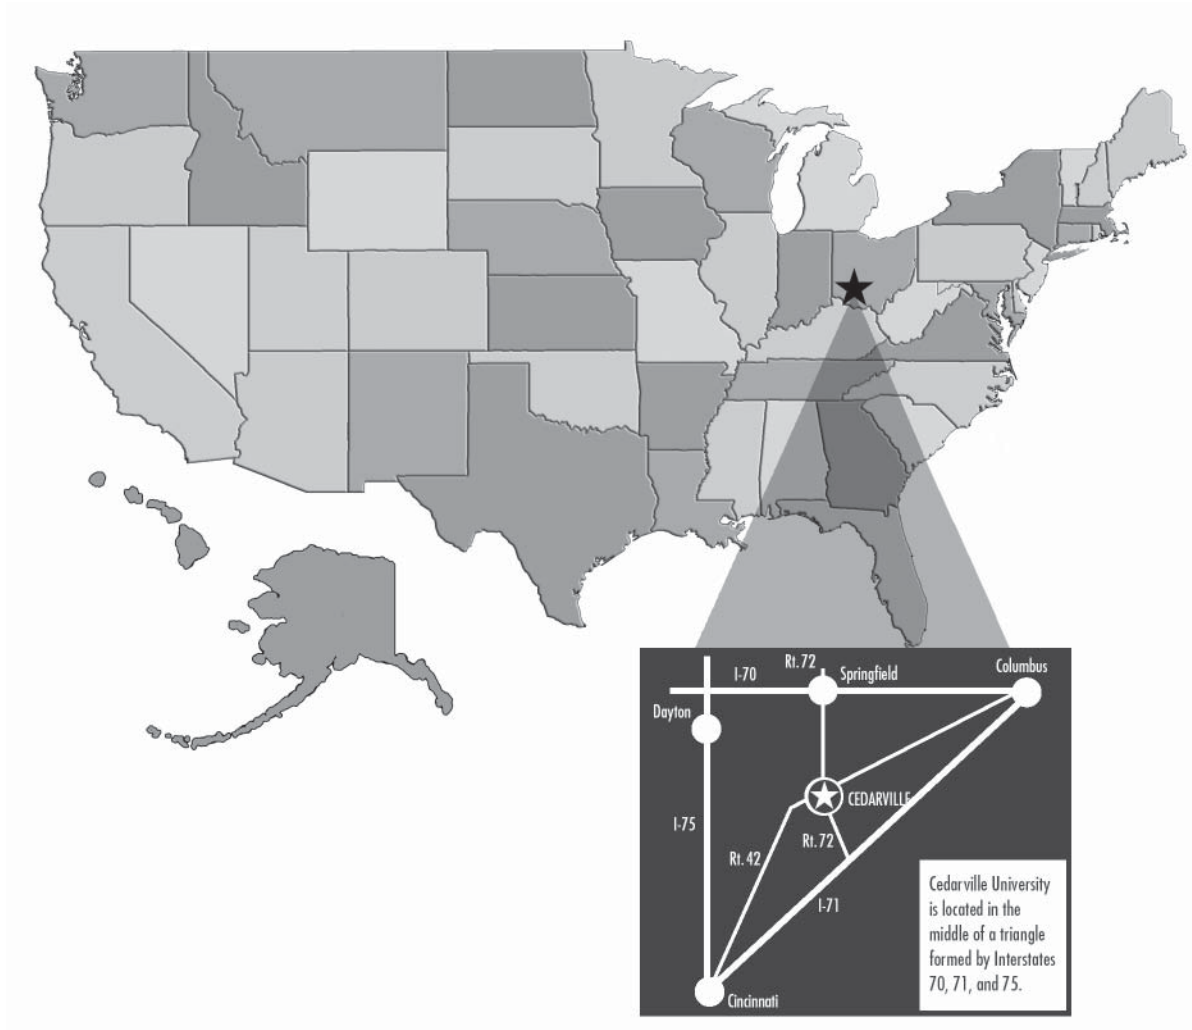 Rt. 72
I-70
Springfield
Columbus
Dayton
CEDARVILLE
I-75
Rt. 72
Rt. 42
I-71
Cincinnati
Cedarville University
is located in the
middle of a triangle
formed by Interstates
70, 71, and 75.